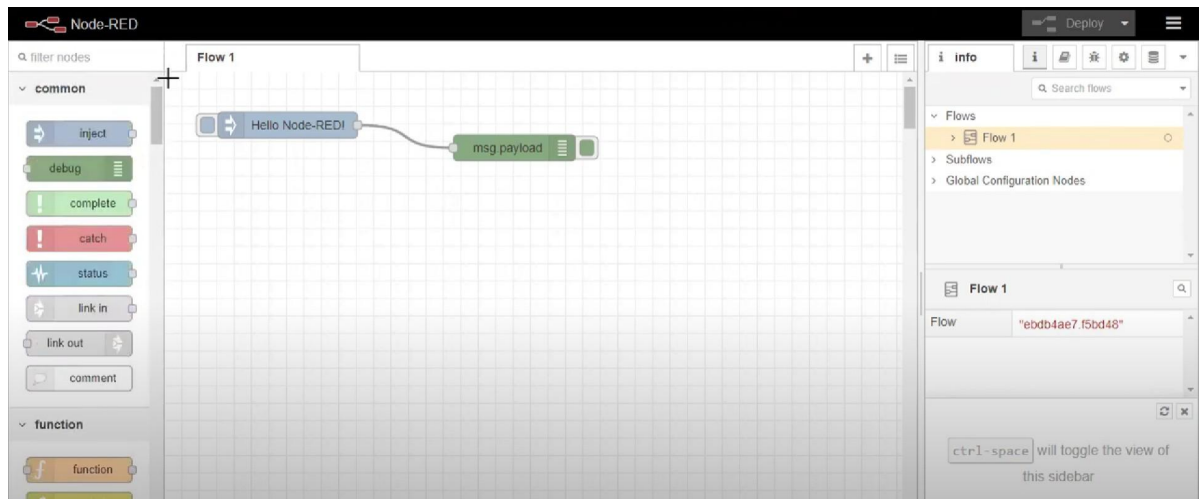 Node-RED
Deploy
filter nodes
common
inject
debug
complete
catch
status
link in
link out
comment
function
function
Flow 1
Hello Node-RED!
msg.payload
i info
i
Search flows
Flows
Flow 1
Subflows
Global Configuration Nodes
Flow 1
Flow "ebdb4ae7.f5bd48"
ctrl-space will toggle the view of
this sidebar